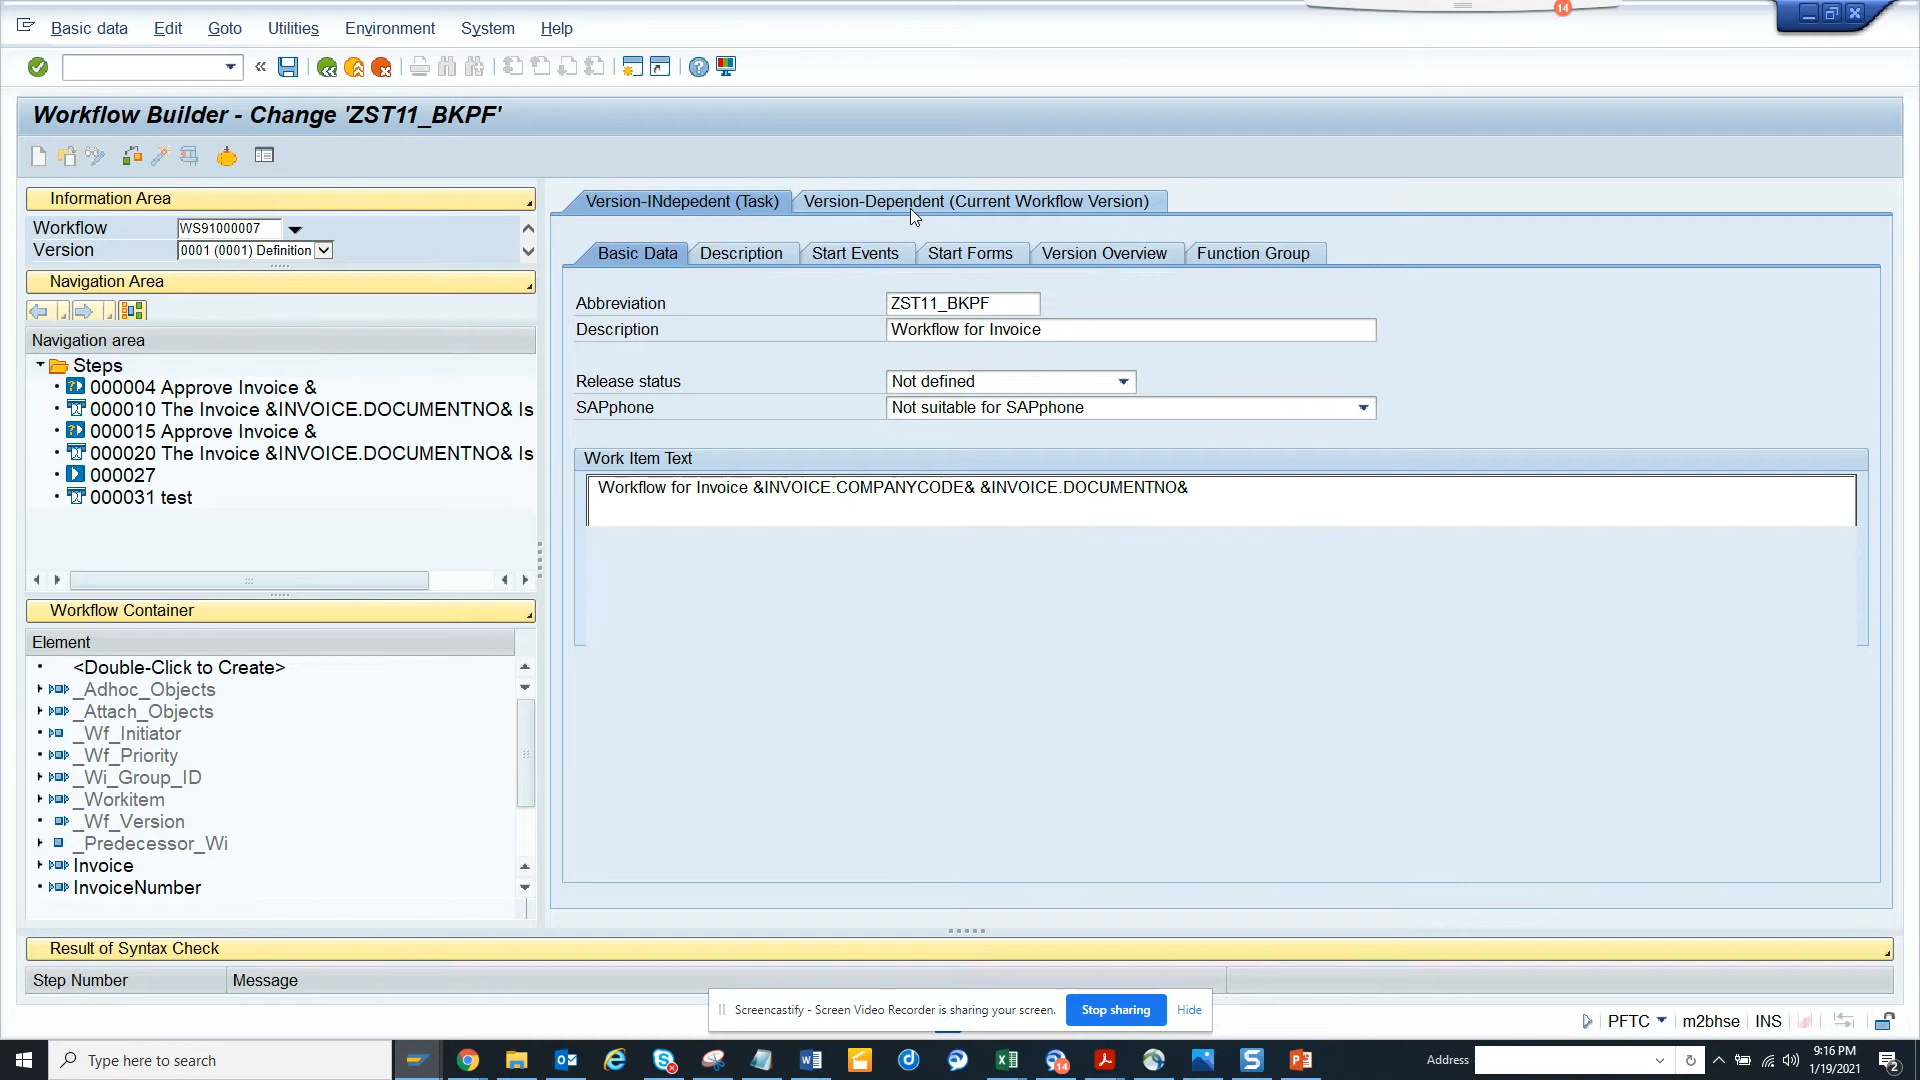 14
Basic data Edit Goto Utilities Environment System Help
Workflow Builder - Change 'ZST11_BKPF'
Information Area
Workflow WS91000007
Version 0001 (0001) Definition
Navigation Area
Navigation area
Steps
000004 Approve Invoice &
000010 The Invoice &INVOICE.DOCUMENTNO& Is
000015 Approve Invoice &
000020 The Invoice &INVOICE.DOCUMENTNO& Is
000027
000031 test
Workflow Container
Element
<Double-Click to Create>
_Adhoc_Objects
_Attach_Objects
_Wf_Initiator
_Wf_Priority
_Wi_Group_ID
_Workitem
_Wf_Version
_Predecessor_Wi
Invoice
InvoiceNumber
Version-INdepedent (Task) Version-Dependent (Current Workflow Version)
Basic Data Description Start Events Start Forms Version Overview Function Group
Abbreviation ZST11_BKPF
Description Workflow for Invoice
Release status Not defined
SAPphone Not suitable for SAPphone
Work Item Text
Workflow for Invoice &INVOICE.COMPANYCODE& &INVOICE.DOCUMENTNO&
Result of Syntax Check
Step Number Message
Screencastify - Screen Video Recorder is sharing your screen. Stop sharing Hide
PFTC m2bhse INS
Type here to search
14
Address
9:16 PM
1/19/2021
2